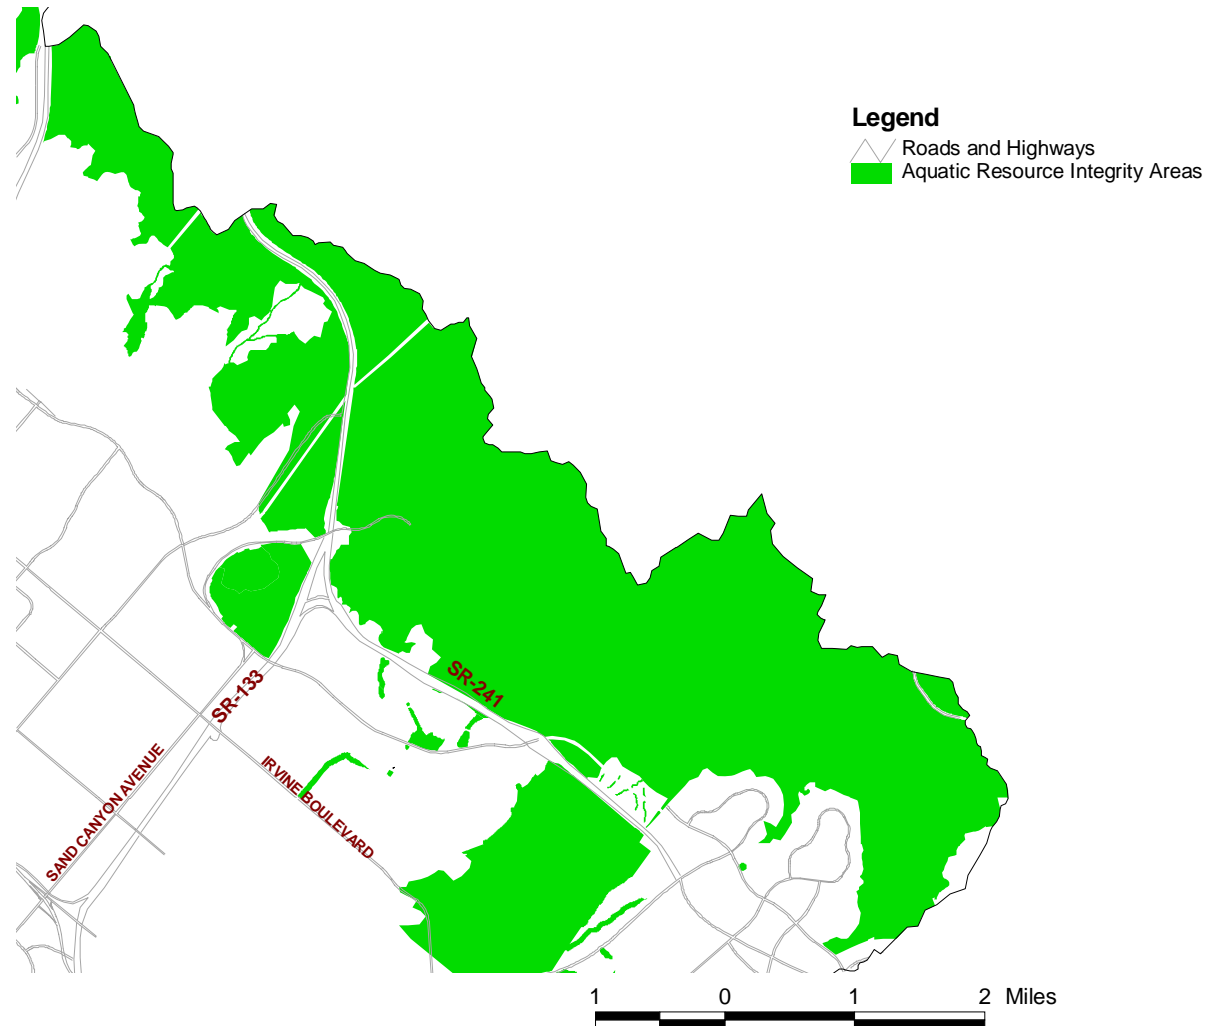 Legend
Roads and Highways
Aquatic Resource Integrity Areas
SR-241
SR-133
SAND CANYON AVENUE
IRVINE BOULEVARD
1 0 1 2 Miles